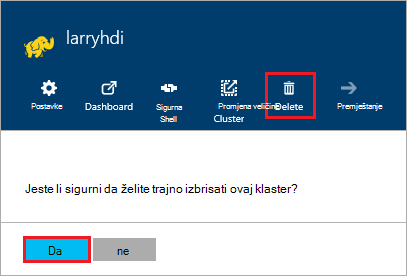 larryhdi
Postavke Dashboard Sigurna Shell Promjena veličine Cluster Delete Premještanje
Jeste li sigurni da želite trajno izbrisati ovaj klaster?
Da ne